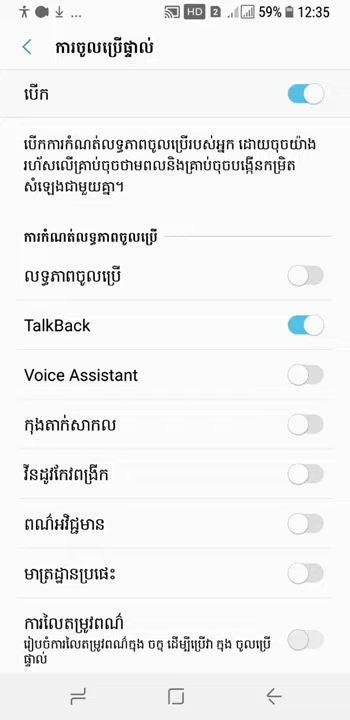 ... HD 2 59% 12:35
ការចូលប្រើផ្ទាល់
បើក
បើកការកំណត់លទ្ធភាពចូលប្រើរបស់អ្នក ដោយចុចយ៉ាង
រហ័សលើគ្រាប់ចុចថាមពលនិងគ្រាប់ចុចបង្កើនកម្រិត
សំឡេងជាមួយគ្នា។
ការកំណត់លទ្ធភាពចូលប្រើ
លទ្ធភាពចូលប្រើ
TalkBack
Voice Assistant
កុងតាក់សាកល
វីនដូវកែវពង្រីក
ពណ៌អវិជ្ជមាន
មាត្រដ្ឋានប្រផេះ
ការលៃតម្រូវពណ៌
រៀបចំការលៃតម្រូវពណ៌ក្នុង ចក្ខុ ដើម្បីប្រើវា ក្នុង ចូលប្រើ
ផ្ទាល់